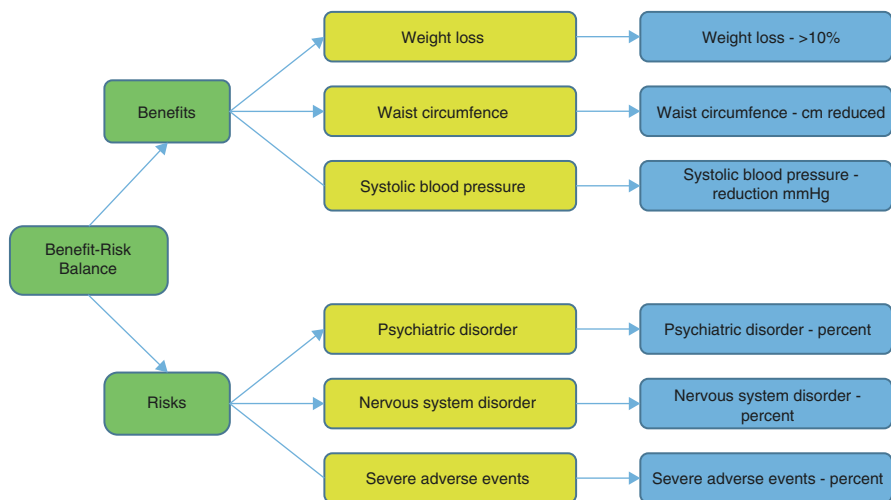 Weight loss
Weight loss - >10%
Benefits
Waist circumfence
Waist circumfence - cm reduced
Systolic blood pressure
Systolic blood pressure -
reduction mmHg
Benefit-Risk
Balance
Psychiatric disorder
Psychiatric disorder - percent
Risks
Nervous system disorder
Nervous system disorder -
percent
Severe adverse events
Severe adverse events - percent